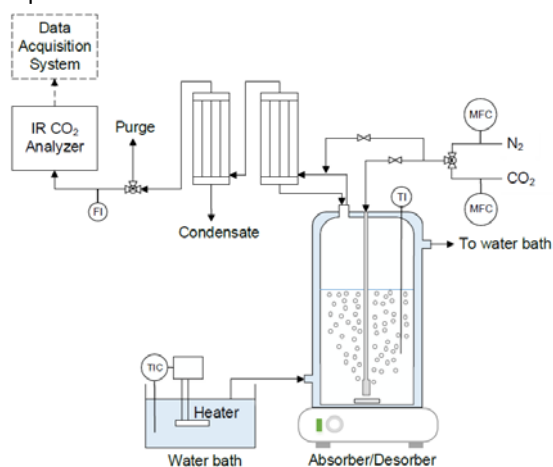 Data
Acquisition
System
IR CO₂
Analyzer
Purge
FI
Condensate
MFC
N₂
CO₂
MFC
TI
To water bath
TIC
Heater
Water bath
Absorber/Desorber